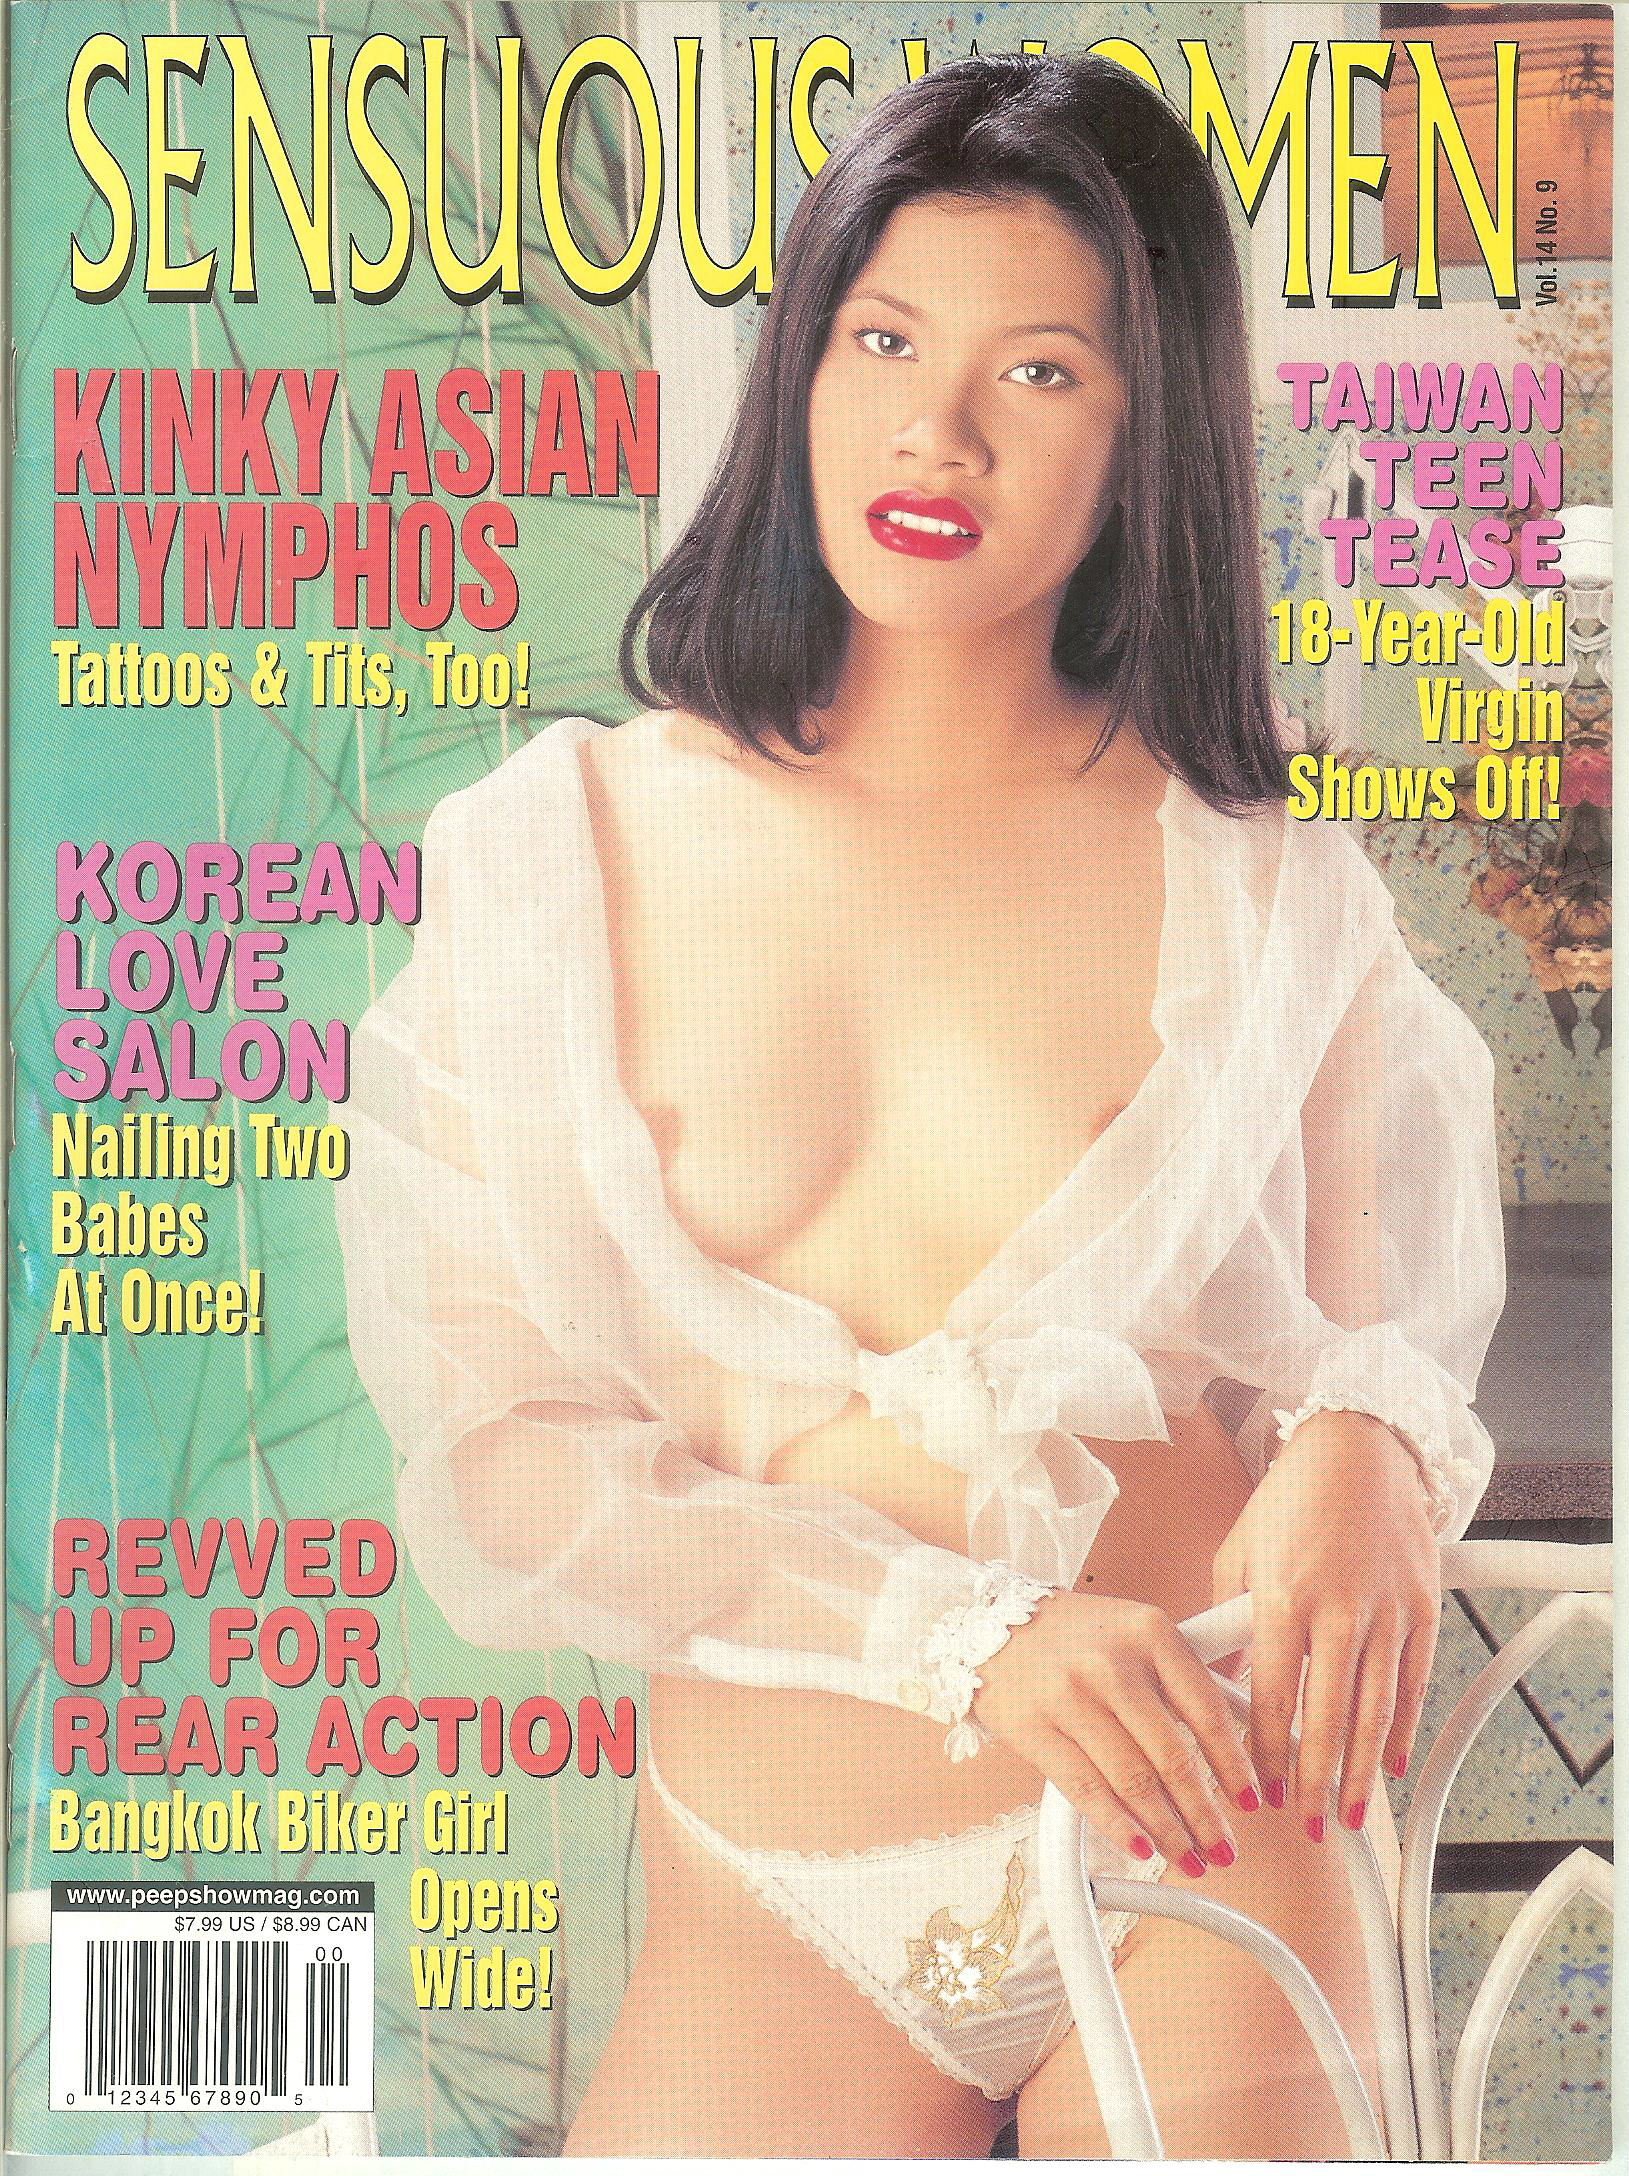 SENSUOUS WOMEN
Vol. 14 No. 9
KINKY ASIAN
NYMPHOS
Tattoos & Tits, Too!
TAIWAN
TEEN
TEASE
18-Year-Old
Virgin
Shows Off!
KOREAN
LOVE
SALON
Nailing Two
Babes
At Once!
REVVED
UP FOR
REAR ACTION
Bangkok Biker Girl
Opens
Wide!
www.peepshowmag.com
$7.99 US / $8.99 CAN
00
0 12345 67890 5